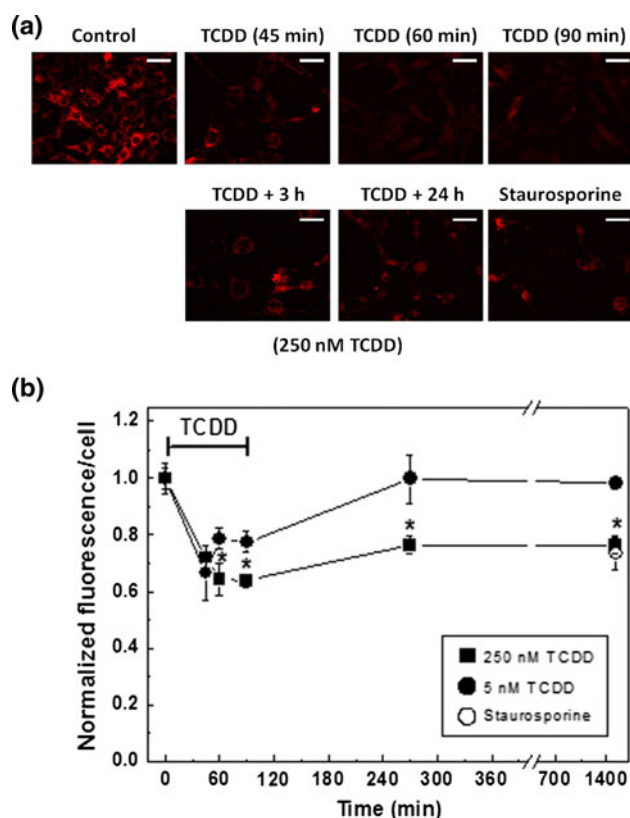 (a)
Control TCDD (45 min) TCDD (60 min) TCDD (90 min)
TCDD + 3 h TCDD + 24 h Staurosporine
(250 nM TCDD)
(b)
Normalized fluorescence/cell
1.2
1.0
0.8
0.6
0.4
0.2
0.0
TCDD
*
*
*
*
250 nM TCDD
5 nM TCDD
Staurosporine
0 60 120 180 240 300 360 700 1400
Time (min)